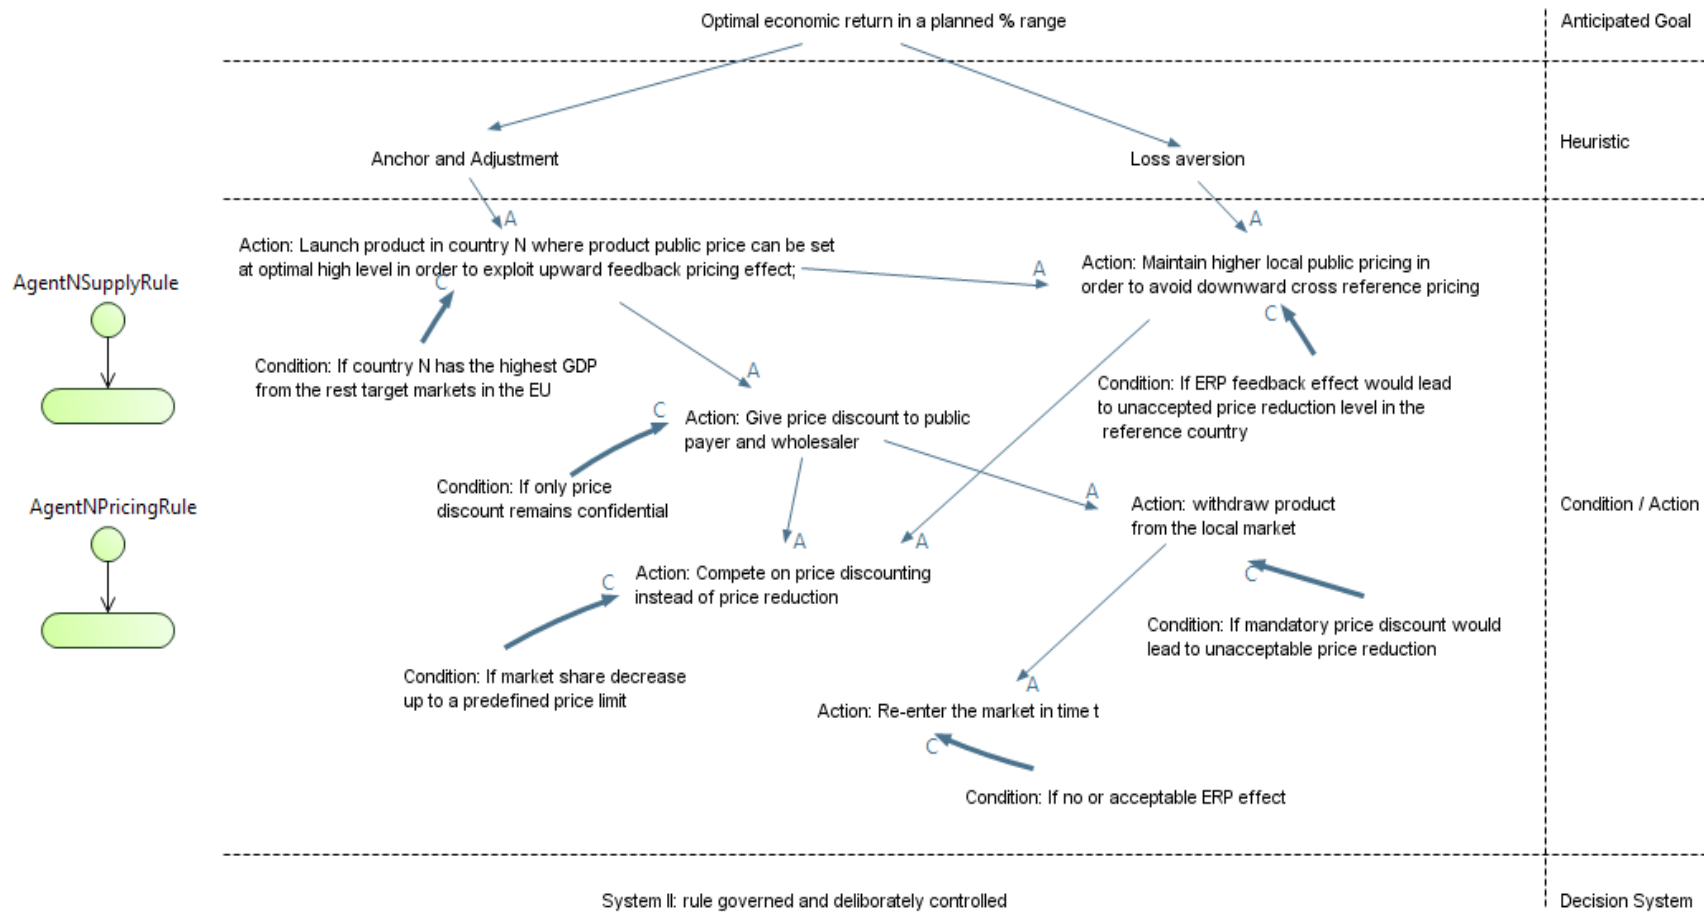 Optimal economic return in a planned % range
Anticipated Goal
Heuristic
Anchor and Adjustment
Loss aversion
A
A
Action: Launch product in country N where product public price can be set
at optimal high level in order to exploit upward feedback pricing effect;
A
Action: Maintain higher local public pricing in
order to avoid downward cross reference pricing
C
C
AgentNSupplyRule
Condition: If country N has the highest GDP
from the rest target markets in the EU
A
Condition: If ERP feedback effect would lead
to unaccepted price reduction level in the
reference country
C
Action: Give price discount to public
payer and wholesaler
Condition: If only price
discount remains confidential
A
Action: withdraw product
from the local market
Condition / Action
AgentNPricingRule
A
A
C
Action: Compete on price discounting
instead of price reduction
C
Condition: If mandatory price discount would
lead to unacceptable price reduction
Condition: If market share decrease
up to a predefined price limit
A
Action: Re-enter the market in time t
C
Condition: If no or acceptable ERP effect
System II: rule governed and deliberately controlled
Decision System